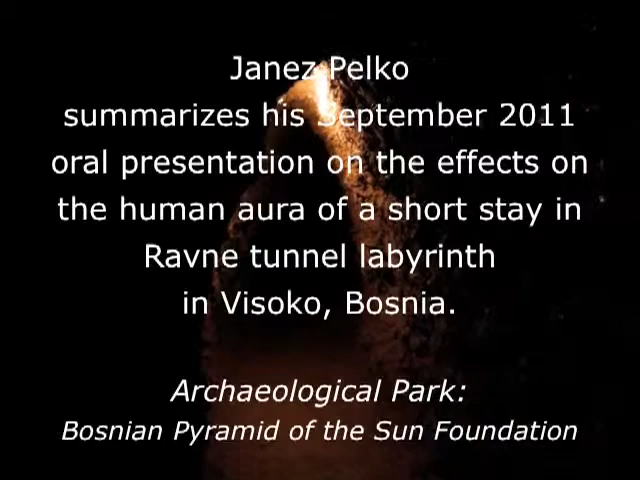 Janez Pelko
summarizes his September 2011
oral presentation on the effects on
the human aura of a short stay in
Ravne tunnel labyrinth
in Visoko, Bosnia.
Archaeological Park:
Bosnian Pyramid of the Sun Foundation